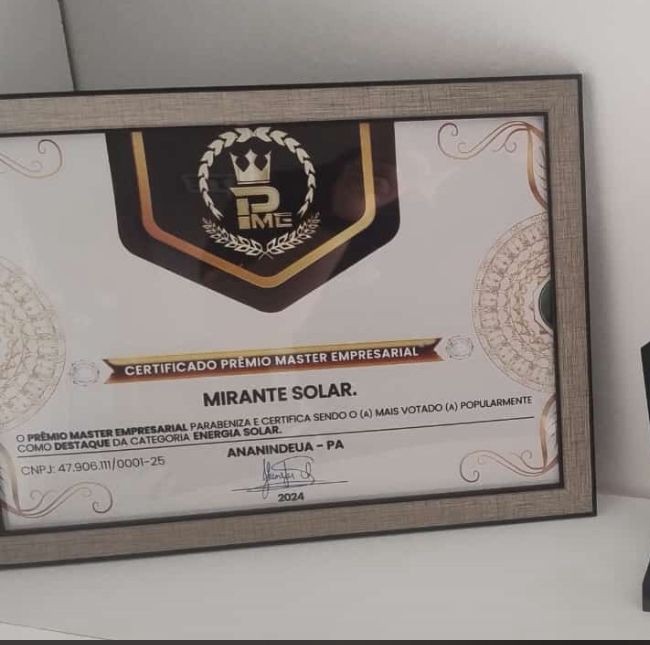 PME
CERTIFICADO PRÊMIO MASTER EMPRESARIAL
MIRANTE SOLAR.
O PRÊMIO MASTER EMPRESARIAL PARABENIZA E CERTIFICA SENDO O (A) MAIS VOTADO (A) POPULARMENTE
COMO DESTAQUE DA CATEGORIA ENERGIA SOLAR.
ANANINDEUA - PA
CNPJ: 47.906.111/0001-25
2024